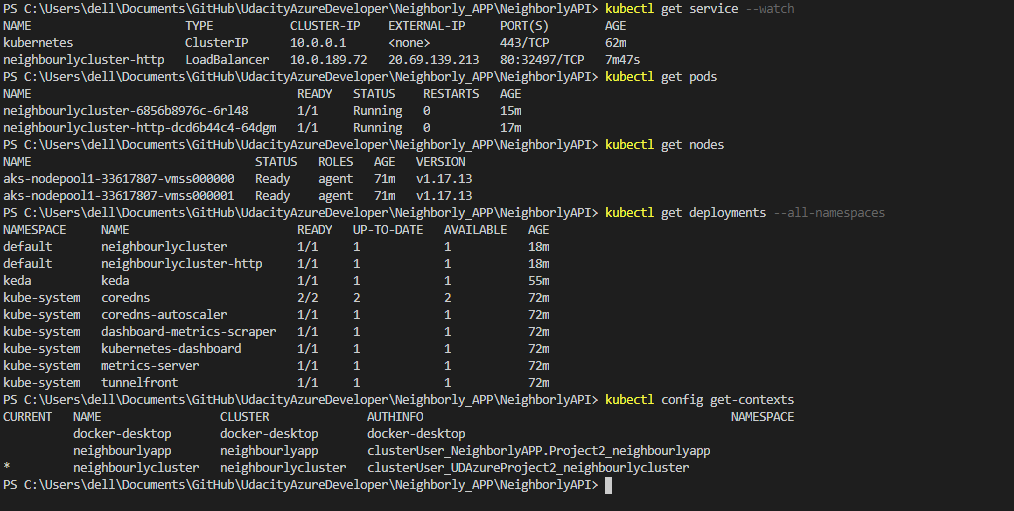 PS C:\Users\dell\Documents\GitHub\UdacityAzureDeveloper\Neighborly_APP\NeighborlyAPI> kubectl get service --watch
NAME                      TYPE           CLUSTER-IP    EXTERNAL-IP     PORT(S)        AGE
kubernetes                ClusterIP      10.0.0.1      <none>          443/TCP        62m
neighbourlycluster-http   LoadBalancer   10.0.189.72   20.69.139.213   80:32497/TCP   7m47s
PS C:\Users\dell\Documents\GitHub\UdacityAzureDeveloper\Neighborly_APP\NeighborlyAPI> kubectl get pods
NAME                                      READY   STATUS    RESTARTS   AGE
neighbourlycluster-6856b8976c-6rl48       1/1     Running   0          15m
neighbourlycluster-http-dcd6b44c4-64dgm   1/1     Running   0          17m
PS C:\Users\dell\Documents\GitHub\UdacityAzureDeveloper\Neighborly_APP\NeighborlyAPI> kubectl get nodes
NAME                                STATUS   ROLES   AGE   VERSION
aks-nodepool1-33617807-vmss000000   Ready    agent   71m   v1.17.13
aks-nodepool1-33617807-vmss000001   Ready    agent   71m   v1.17.13
PS C:\Users\dell\Documents\GitHub\UdacityAzureDeveloper\Neighborly_APP\NeighborlyAPI> kubectl get deployments --all-namespaces
NAMESPACE     NAME                        READY   UP-TO-DATE   AVAILABLE   AGE
default       neighbourlycluster          1/1     1            1           18m
default       neighbourlycluster-http     1/1     1            1           18m
keda          keda                        1/1     1            1           55m
kube-system   coredns                     2/2     2            2           72m
kube-system   coredns-autoscaler          1/1     1            1           72m
kube-system   dashboard-metrics-scraper   1/1     1            1           72m
kube-system   kubernetes-dashboard        1/1     1            1           72m
kube-system   metrics-server              1/1     1            1           72m
kube-system   tunnelfront                 1/1     1            1           72m
PS C:\Users\dell\Documents\GitHub\UdacityAzureDeveloper\Neighborly_APP\NeighborlyAPI> kubectl config get-contexts
CURRENT   NAME                 CLUSTER              AUTHINFO                                            NAMESPACE
          docker-desktop       docker-desktop       docker-desktop
          neighbourlyapp       neighbourlyapp       clusterUser_NeighborlyAPP.Project2_neighbourlyapp
*         neighbourlycluster   neighbourlycluster   clusterUser_UDAzureProject2_neighbourlycluster
PS C:\Users\dell\Documents\GitHub\UdacityAzureDeveloper\Neighborly_APP\NeighborlyAPI>